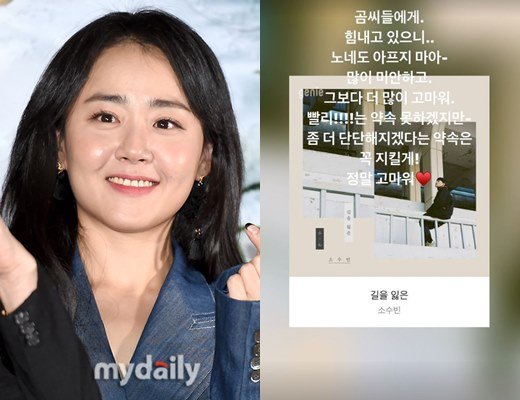 곰씨들에게.
힘내고 있으니..
노네도 아프지 마아~
많이 미안하고.
그보다 더 많이 고마워.
빨리!!!!는 약속 못하겠지만~
좀 더 단단해지겠다는 약속은
꼭 지킬게!
정말 고마워❤️
genie
길을 잃은
소수빈
길을 잃은
소수빈
mydaily